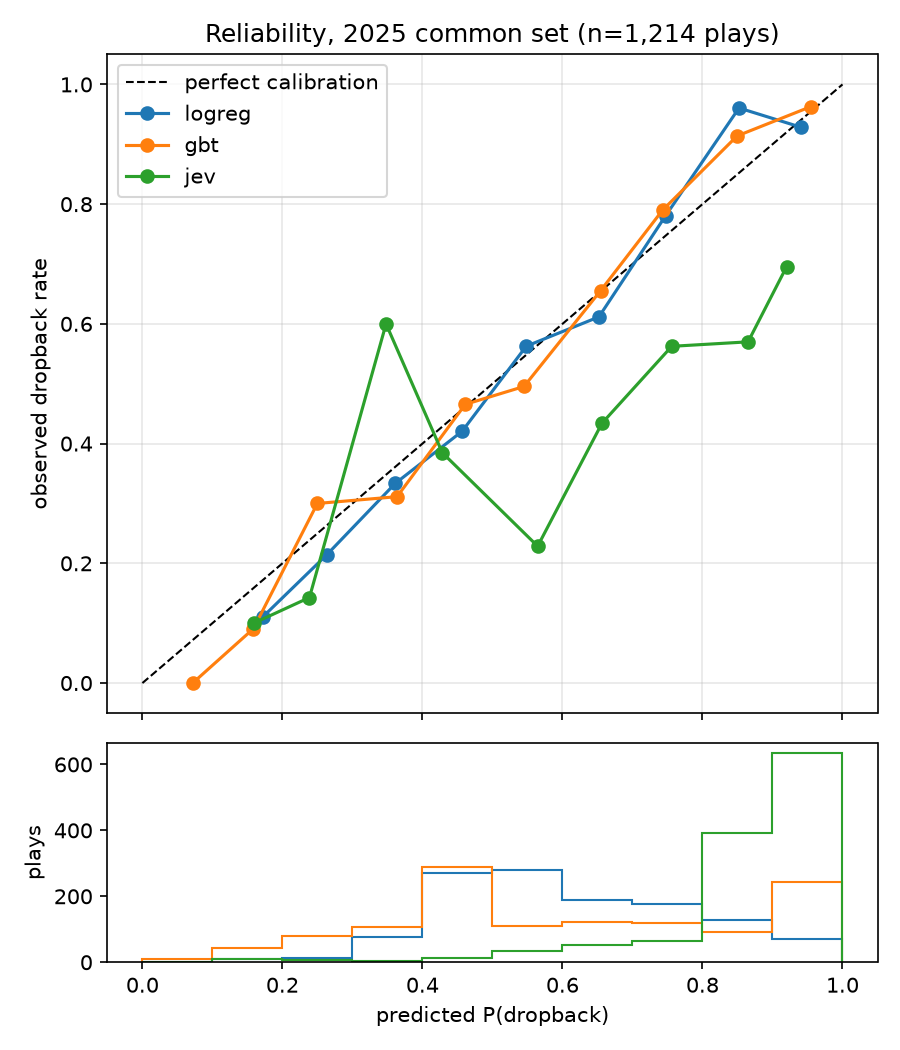 Reliability, 2025 common set (n=1,214 plays)
perfect calibration
logreg
gbt
jev
1.0
0.8
0.6
0.4
0.2
0.0
observed dropback rate
600
400
200
0
plays
0.0 0.2 0.4 0.6 0.8 1.0
predicted P(dropback)